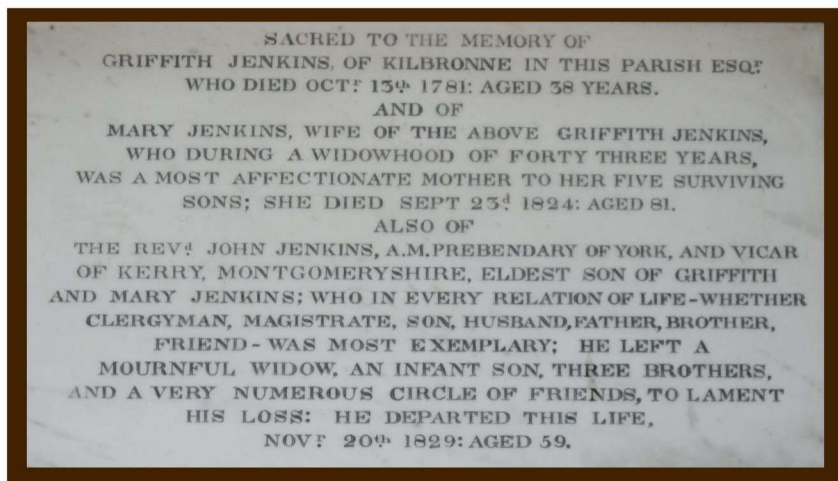 SACRED TO THE MEMORY OF
GRIFFITH JENKINS, OF KILBRONNE IN THIS PARISH ESQR
WHO DIED OCTR 13TH 1781: AGED 38 YEARS.
AND OF
MARY JENKINS, WIFE OF THE ABOVE GRIFFITH JENKINS,
WHO DURING A WIDOWHOOD OF FORTY THREE YEARS,
WAS A MOST AFFECTIONATE MOTHER TO HER FIVE SURVIVING
SONS; SHE DIED SEPT 23d 1824: AGED 81.
ALSO OF
THE REVd JOHN JENKINS, A.M. PREBENDARY OF YORK, AND VICAR
OF KERRY, MONTGOMERYSHIRE, ELDEST SON OF GRIFFITH
AND MARY JENKINS; WHO IN EVERY RELATION OF LIFE-WHETHER
CLERGYMAN, MAGISTRATE, SON, HUSBAND, FATHER, BROTHER,
FRIEND-WAS MOST EXEMPLARY; HE LEFT A
MOURNFUL WIDOW, AN INFANT SON, THREE BROTHERS,
AND A VERY NUMEROUS CIRCLE OF FRIENDS, TO LAMENT
HIS LOSS: HE DEPARTED THIS LIFE,
NOVR 20TH 1829: AGED 59.